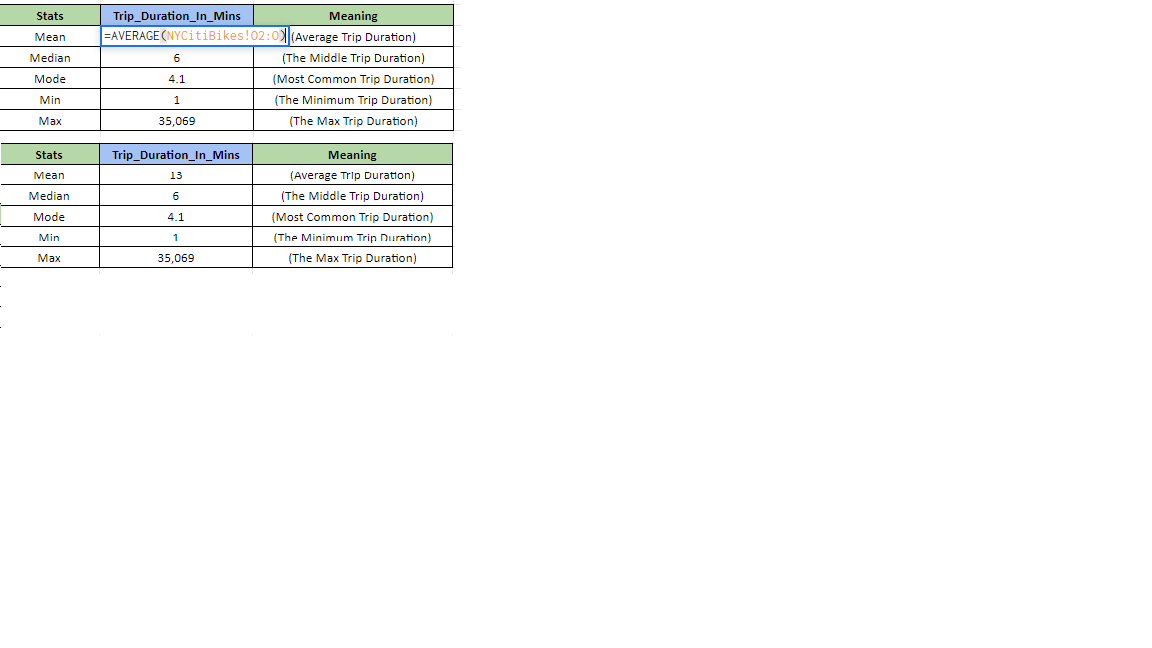 Stats Trip_Duration_In_Mins Meaning
Mean =AVERAGE(NYCitiBikes!O2:O) (Average Trip Duration)
Median 6 (The Middle Trip Duration)
Mode 4.1 (Most Common Trip Duration)
Min 1 (The Minimum Trip Duration)
Max 35,069 (The Max Trip Duration)
Stats Trip_Duration_In_Mins Meaning
Mean 13 (Average Trip Duration)
Median 6 (The Middle Trip Duration)
Mode 4.1 (Most Common Trip Duration)
Min 1 (The Minimum Trip Duration)
Max 35,069 (The Max Trip Duration)